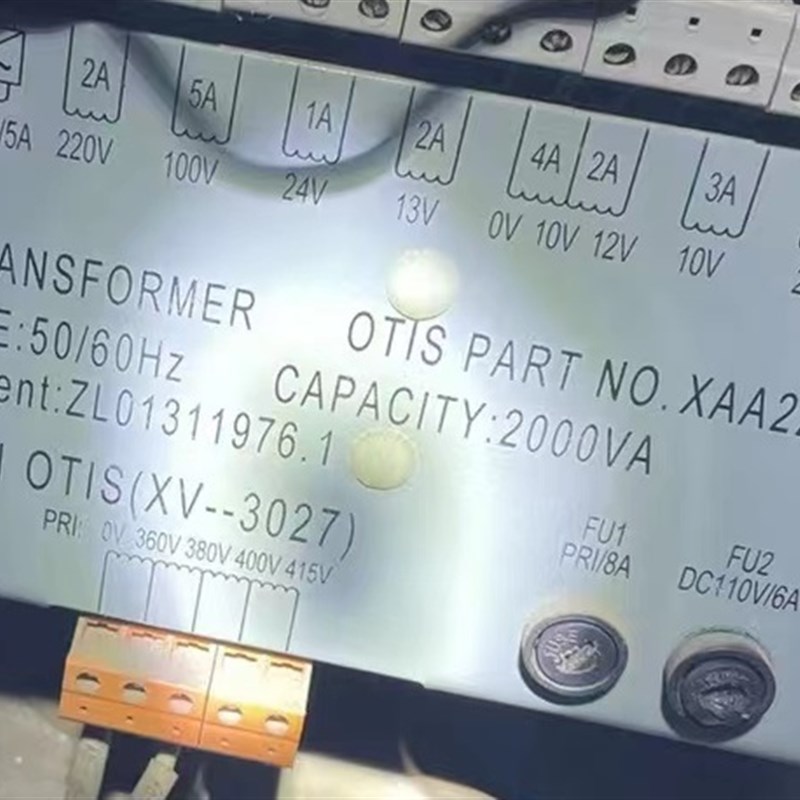 2A 5A 1A 2A 4A 2A 3A
/5A 220V 100V 24V 13V 0V 10V 12V 10V
ANSFORMER OTIS PART NO. XAA22
E:50/60Hz CAPACITY:2000VA
ent:ZL01311976.1
OTIS(XV--3027)
PRI: 0V 360V 380V 400V 415V
FU1
PRI/8A
FU2
DC110V/6A